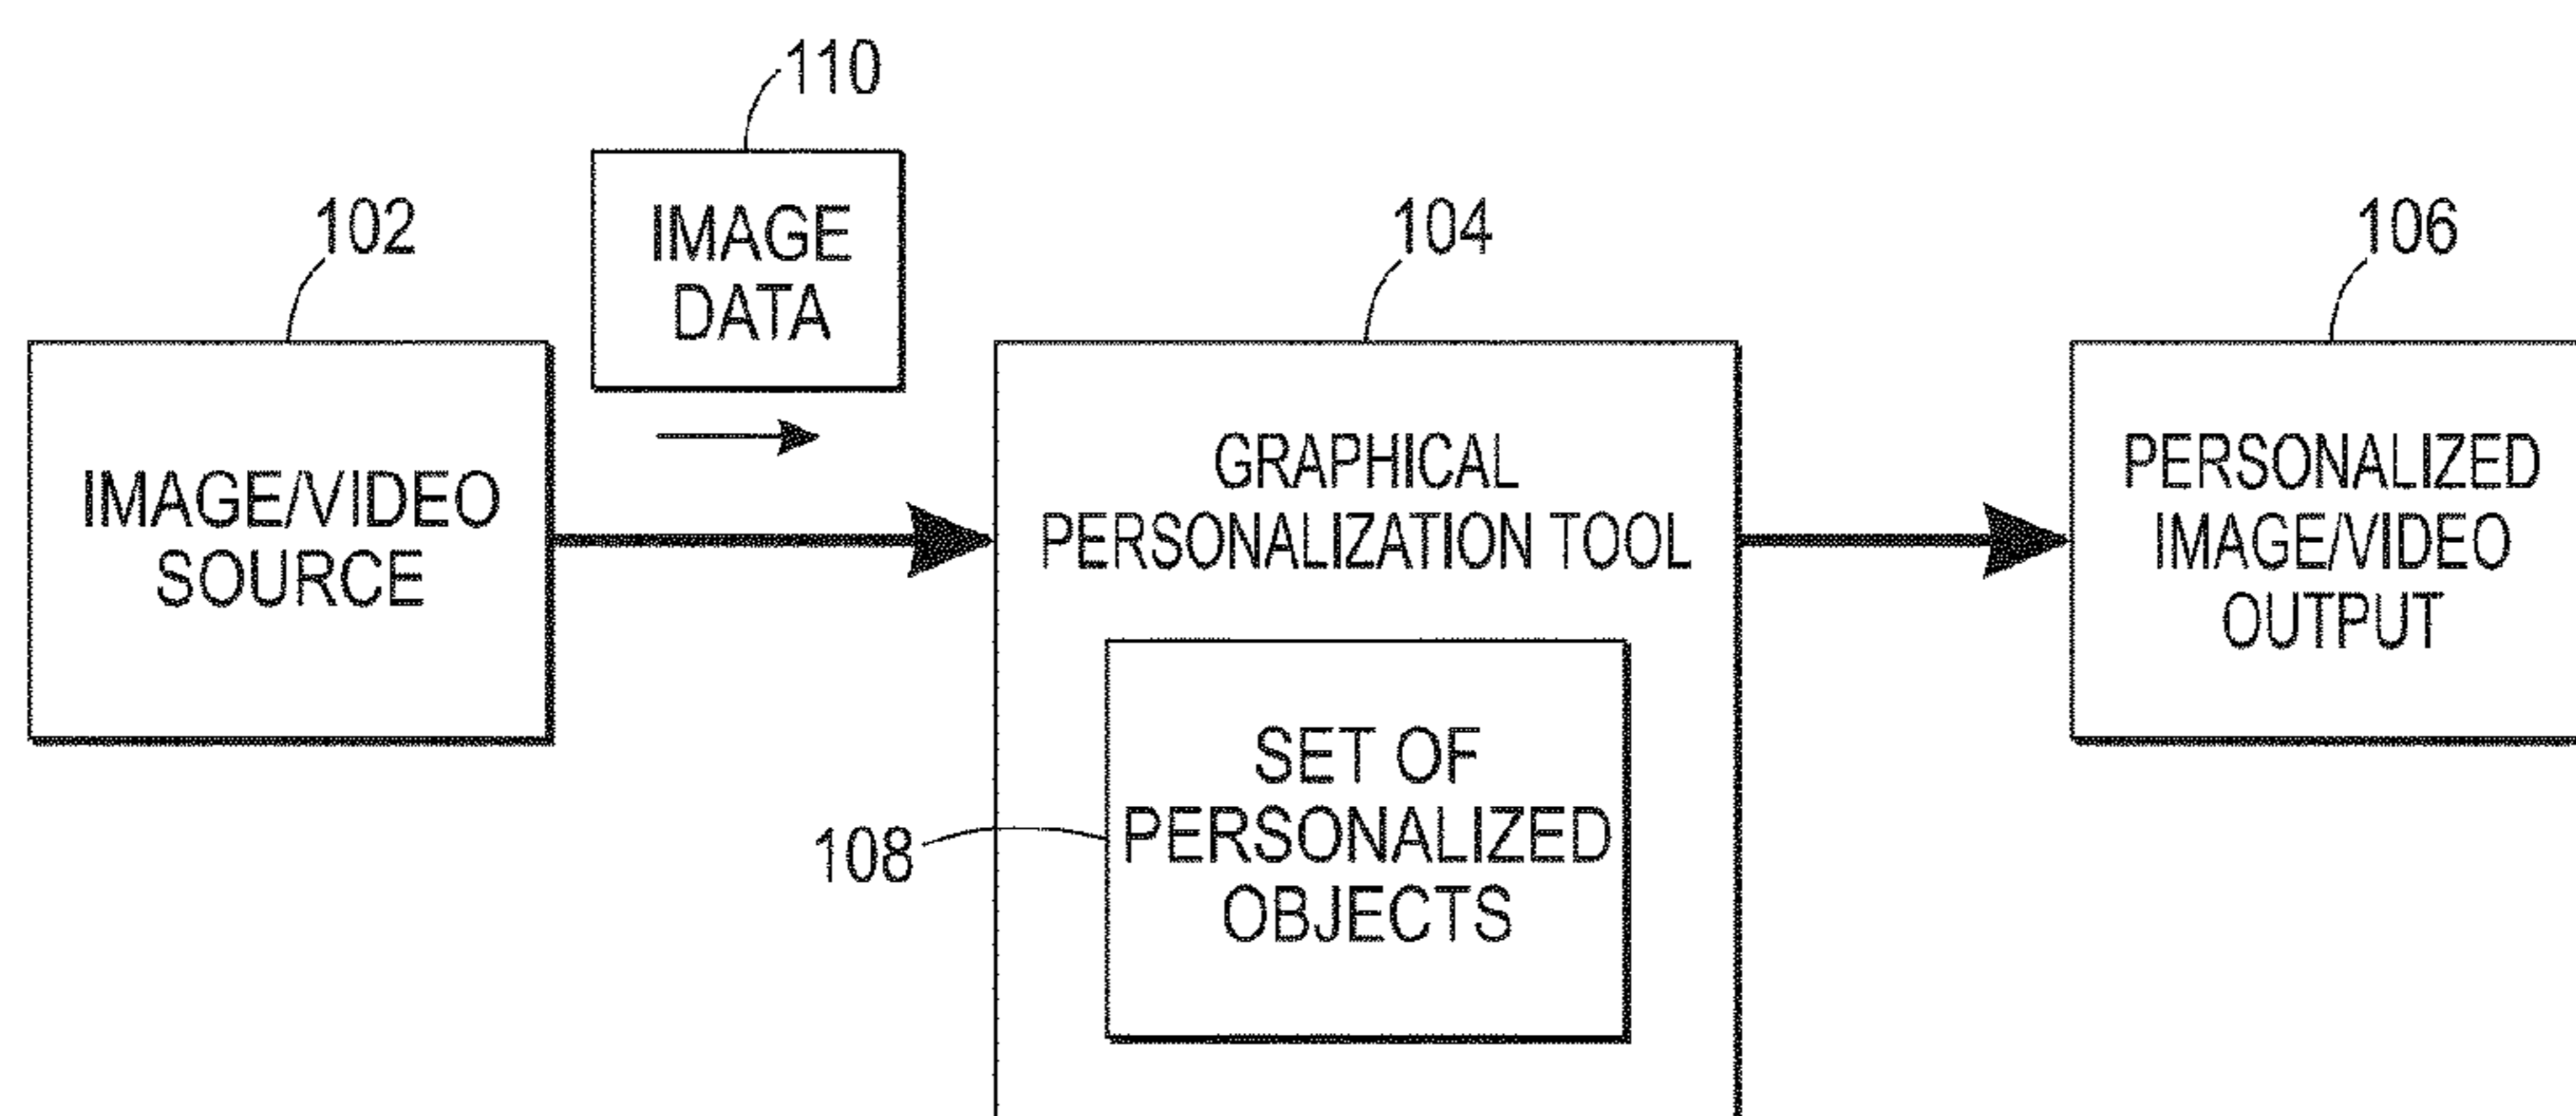 110
IMAGE
DATA
102
104
106
IMAGE/VIDEO
SOURCE
GRAPHICAL
PERSONALIZATION TOOL
PERSONALIZED
IMAGE/VIDEO
OUTPUT
108
SET OF
PERSONALIZED
OBJECTS